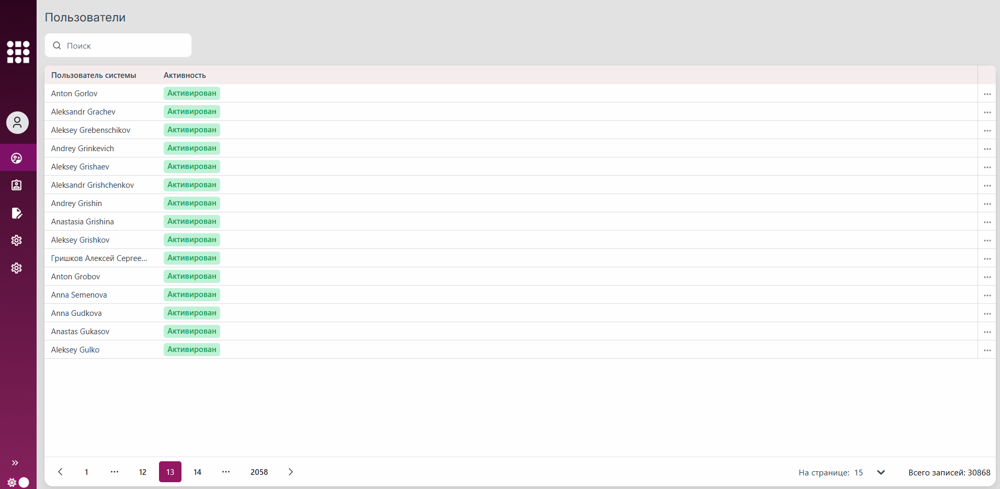 Пользователи
Поиск
Пользователь системы Активность
Anton Gorlov Активирован
Aleksandr Grachev Активирован
Aleksey Grebenschikov Активирован
Andrey Grinkevich Активирован
Aleksey Grishaev Активирован
Aleksandr Grishchenkov Активирован
Andrey Grishin Активирован
Anastasia Grishina Активирован
Aleksey Grishkov Активирован
Гришков Алексей Сергее... Активирован
Anton Grobov Активирован
Anna Semenova Активирован
Anna Gudkova Активирован
Anastas Gukasov Активирован
Aleksey Gulko Активирован
1 ••• 12 13 14 ••• 2058 На странице: 15 Всего записей: 30868